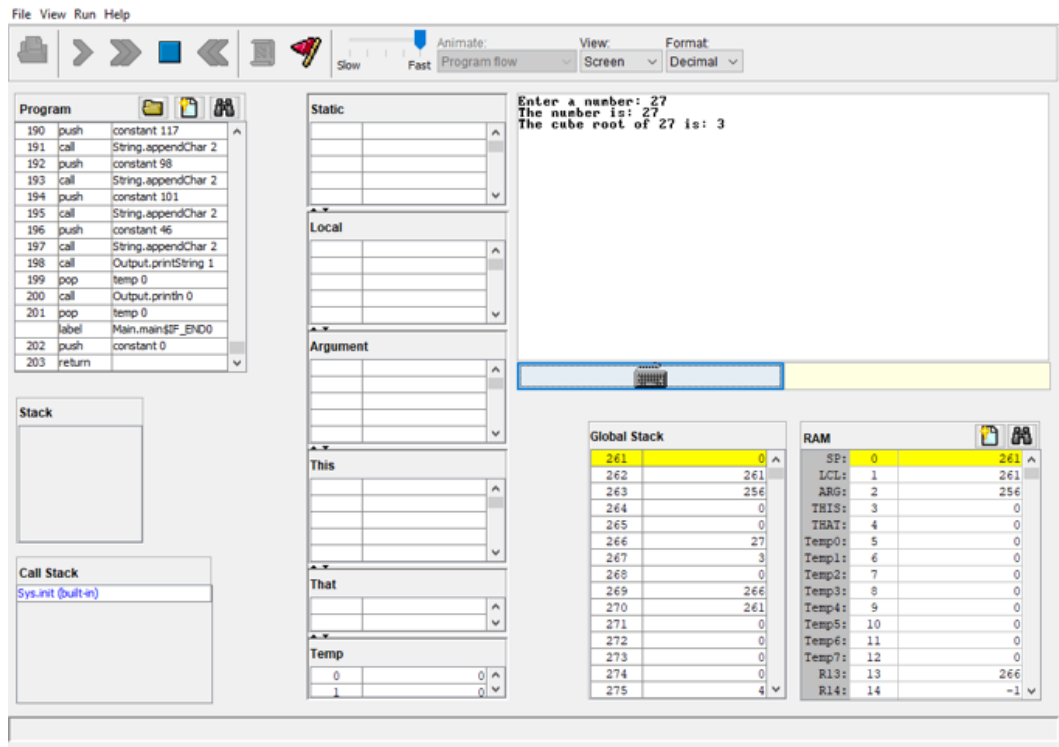 File View Run Help
Slow Fast
Animate: View: Format:
Program flow Screen Decimal
Program
190 push constant 117
191 call String.appendChar 2
192 push constant 98
193 call String.appendChar 2
194 push constant 101
195 call String.appendChar 2
196 push constant 46
197 call String.appendChar 2
198 call Output.printString 1
199 pop temp 0
200 call Output.println 0
201 pop temp 0
label Main.main$IF_END0
202 push constant 0
203 return
Stack
Call Stack
Sys.init (built-in)
Static
Local
Argument
This
That
Temp
0 0
1 0
Enter a number: 27
The number is: 27
The cube root of 27 is: 3
Global Stack
261 0
262 261
263 256
264 0
265 0
266 27
267 3
268 0
269 266
270 261
271 0
272 0
273 0
274 0
275 4
RAM
SP: 0 261
LCL: 1 261
ARG: 2 256
THIS: 3 0
THAT: 4 0
Temp0: 5 0
Temp1: 6 0
Temp2: 7 0
Temp3: 8 0
Temp4: 9 0
Temp5: 10 0
Temp6: 11 0
Temp7: 12 0
R13: 13 266
R14: 14 -1